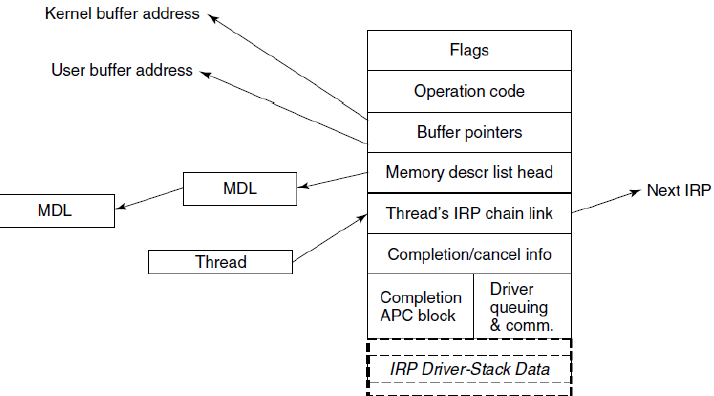 Kernel buffer address
User buffer address
Flags
Operation code
Buffer pointers
Memory descr list head
MDL
MDL
Thread's IRP chain link
Next IRP
Thread
Completion/cancel info
Completion
APC block
Driver
queuing
& comm.
IRP Driver-Stack Data